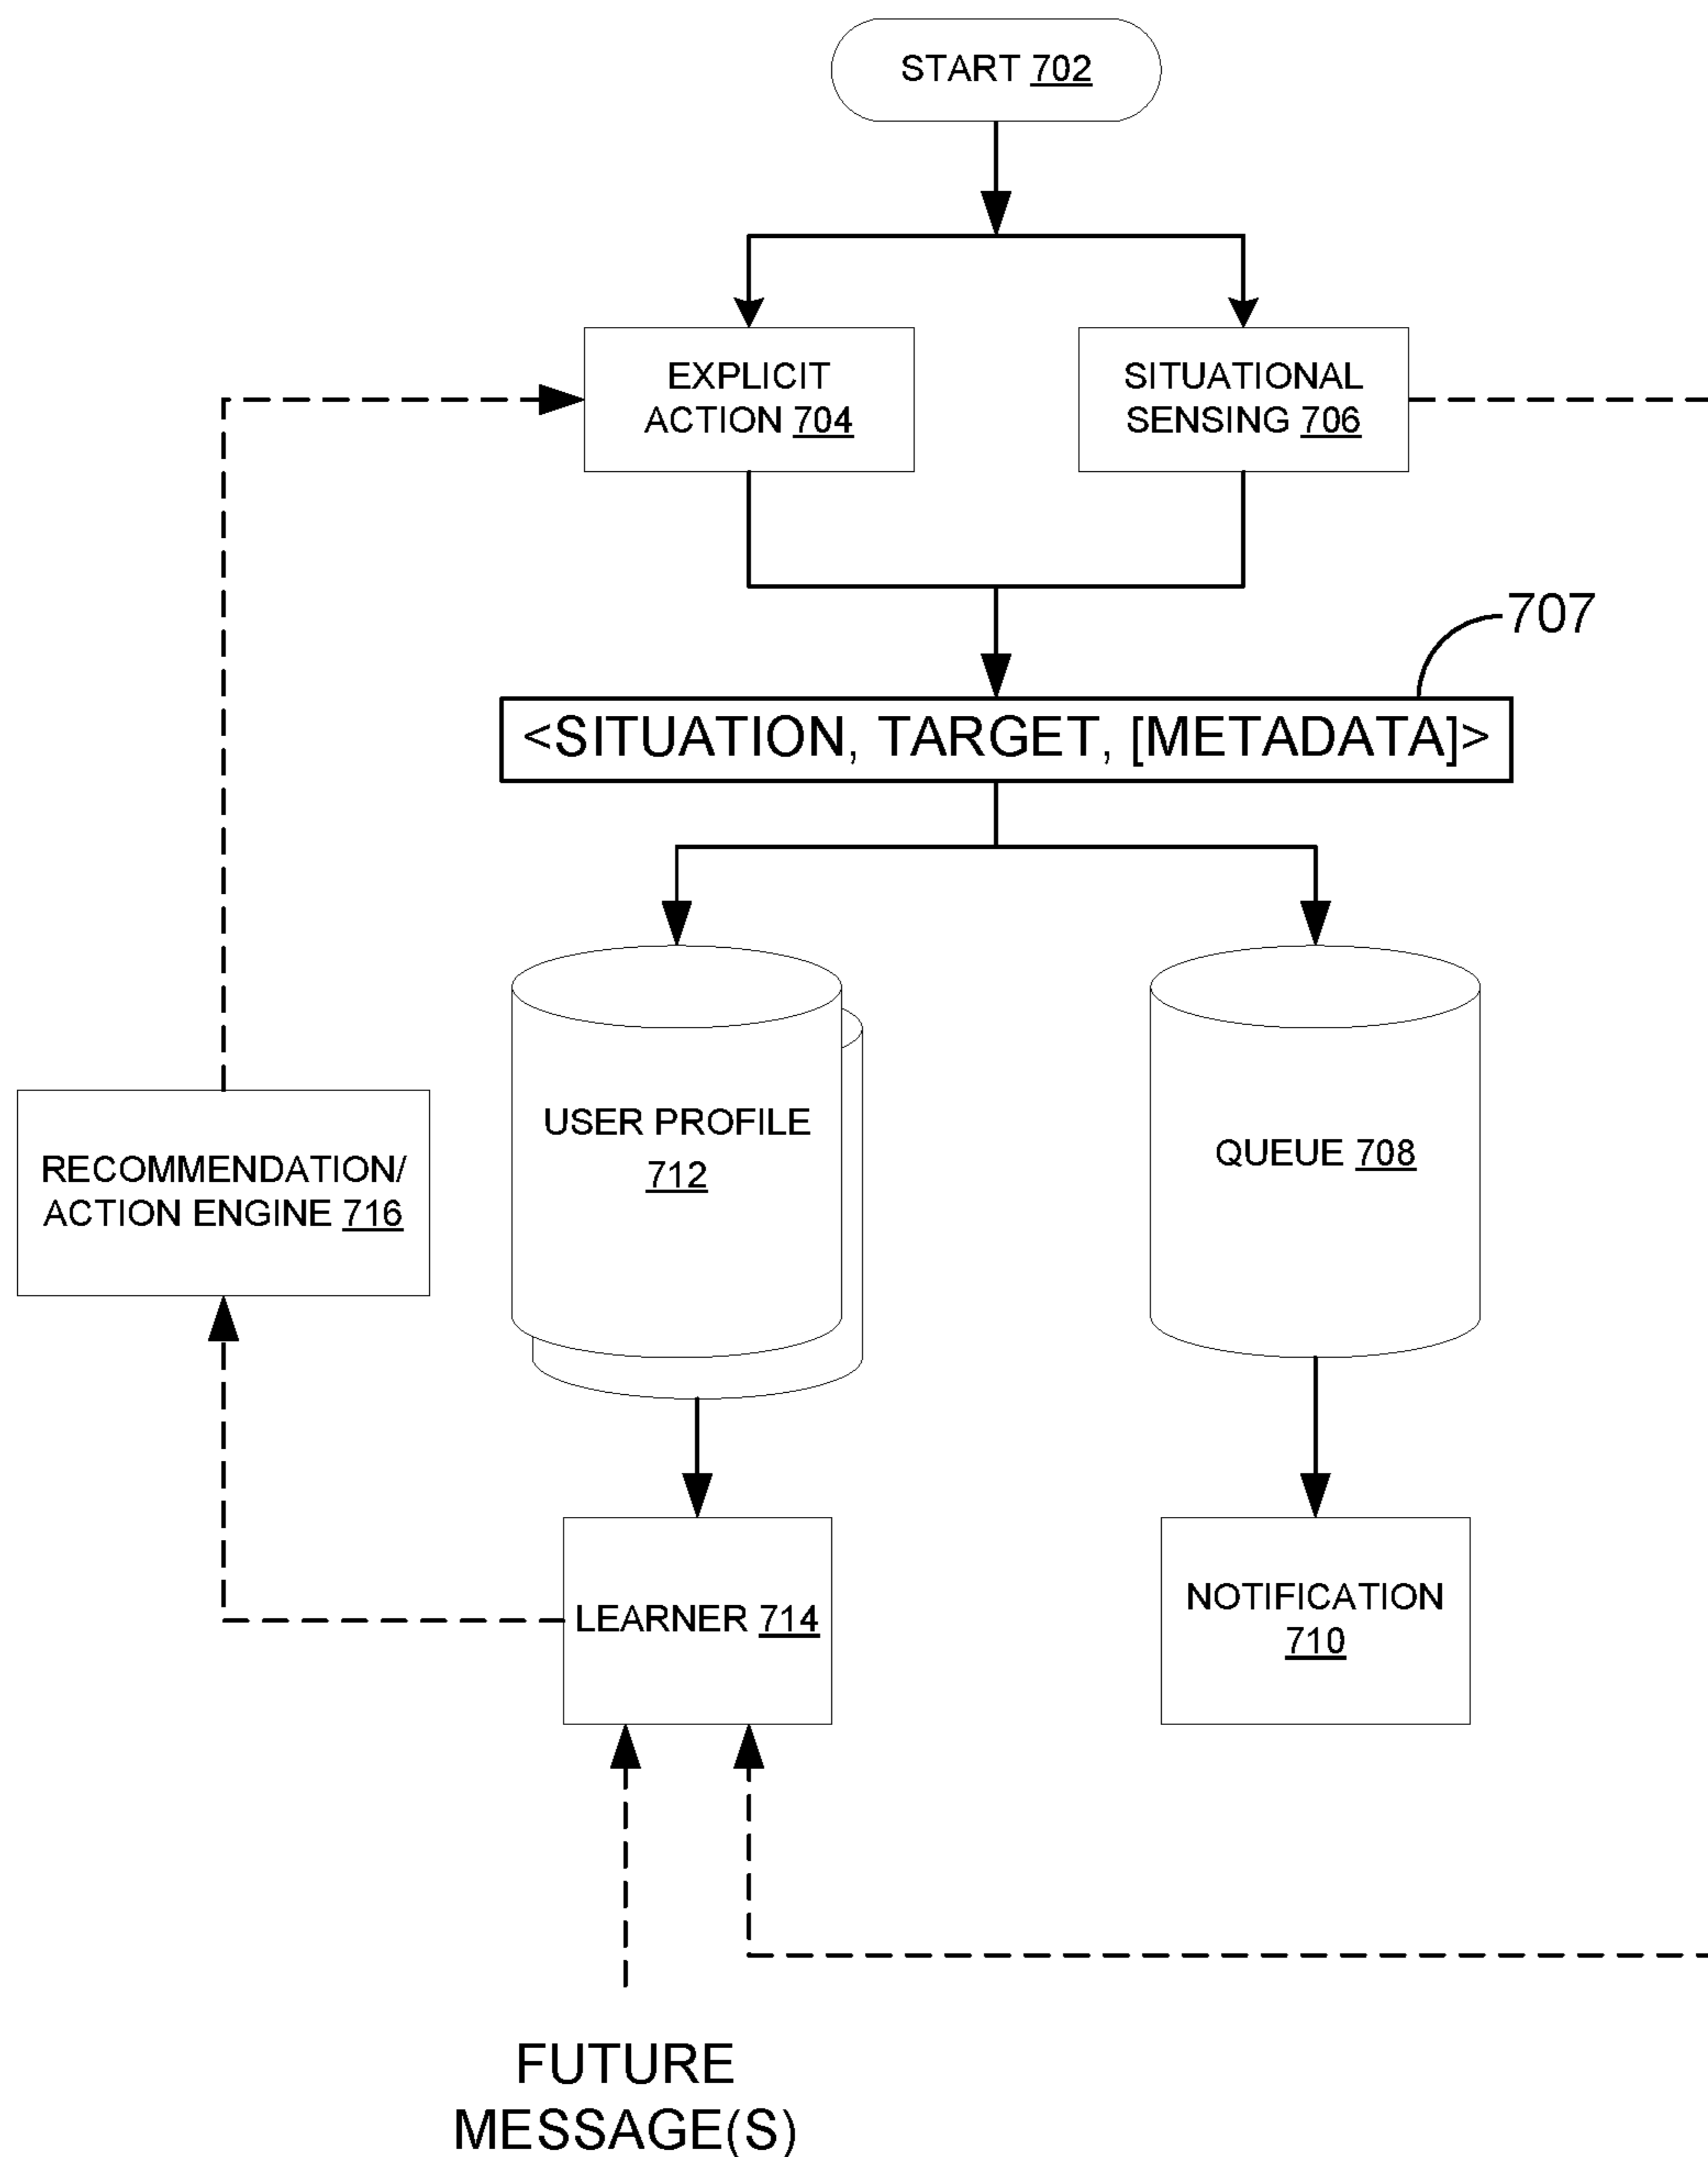 START 702
EXPLICIT
ACTION 704
SITUATIONAL
SENSING 706
707
<SITUATION, TARGET, [METADATA]>
USER PROFILE
712
QUEUE 708
RECOMMENDATION/
ACTION ENGINE 716
LEARNER 714
NOTIFICATION
710
FUTURE
MESSAGE(S)